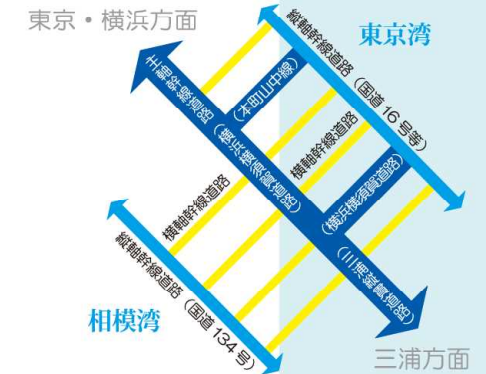 東京・横浜方面
東京湾
縦軸幹線道路（国道16号等）
主軸幹線道路（横浜横須賀道路）
（本町山中線）
横軸幹線道路
（横浜横須賀道路）
横軸幹線道路
（三浦縦貫道路）
縦軸幹線道路（国道134号）
相模湾
三浦方面